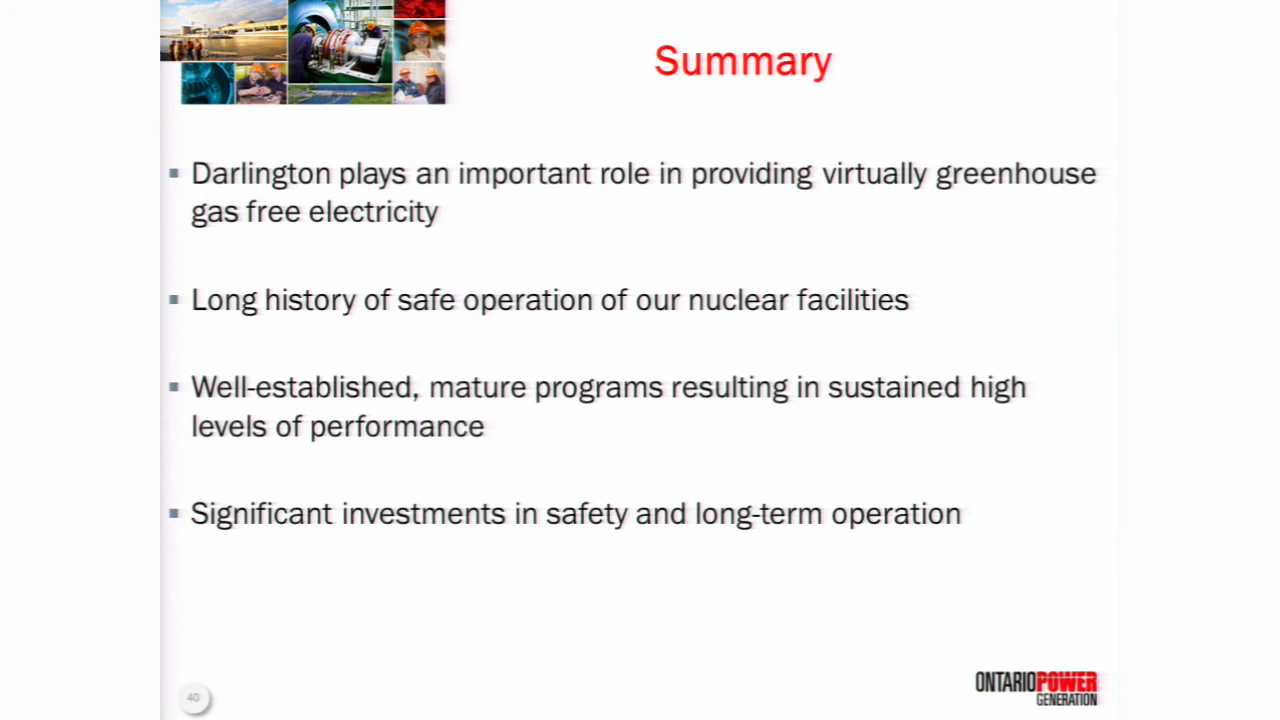 Summary
▪ Darlington plays an important role in providing virtually greenhouse
gas free electricity
▪ Long history of safe operation of our nuclear facilities
▪ Well-established, mature programs resulting in sustained high
levels of performance
▪ Significant investments in safety and long-term operation
40
ONTARIOPOWER
GENERATION